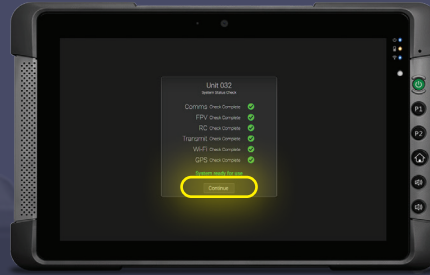 Unit 032
System Status Check
Comms Check Complete
FPV Check Complete
RC Check Complete
Transmit Check Complete
Wi-Fi Check Complete
GPS Check Complete
System ready for use
Continue
P1
P2